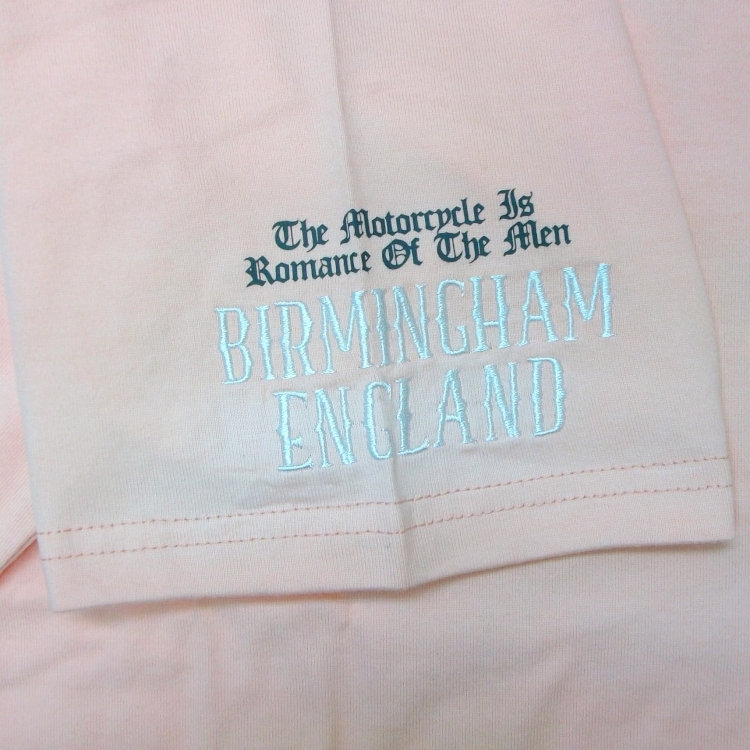 The Motorcycle Is
Romance Of The Men
BIRMINGHAM
ENGLAND